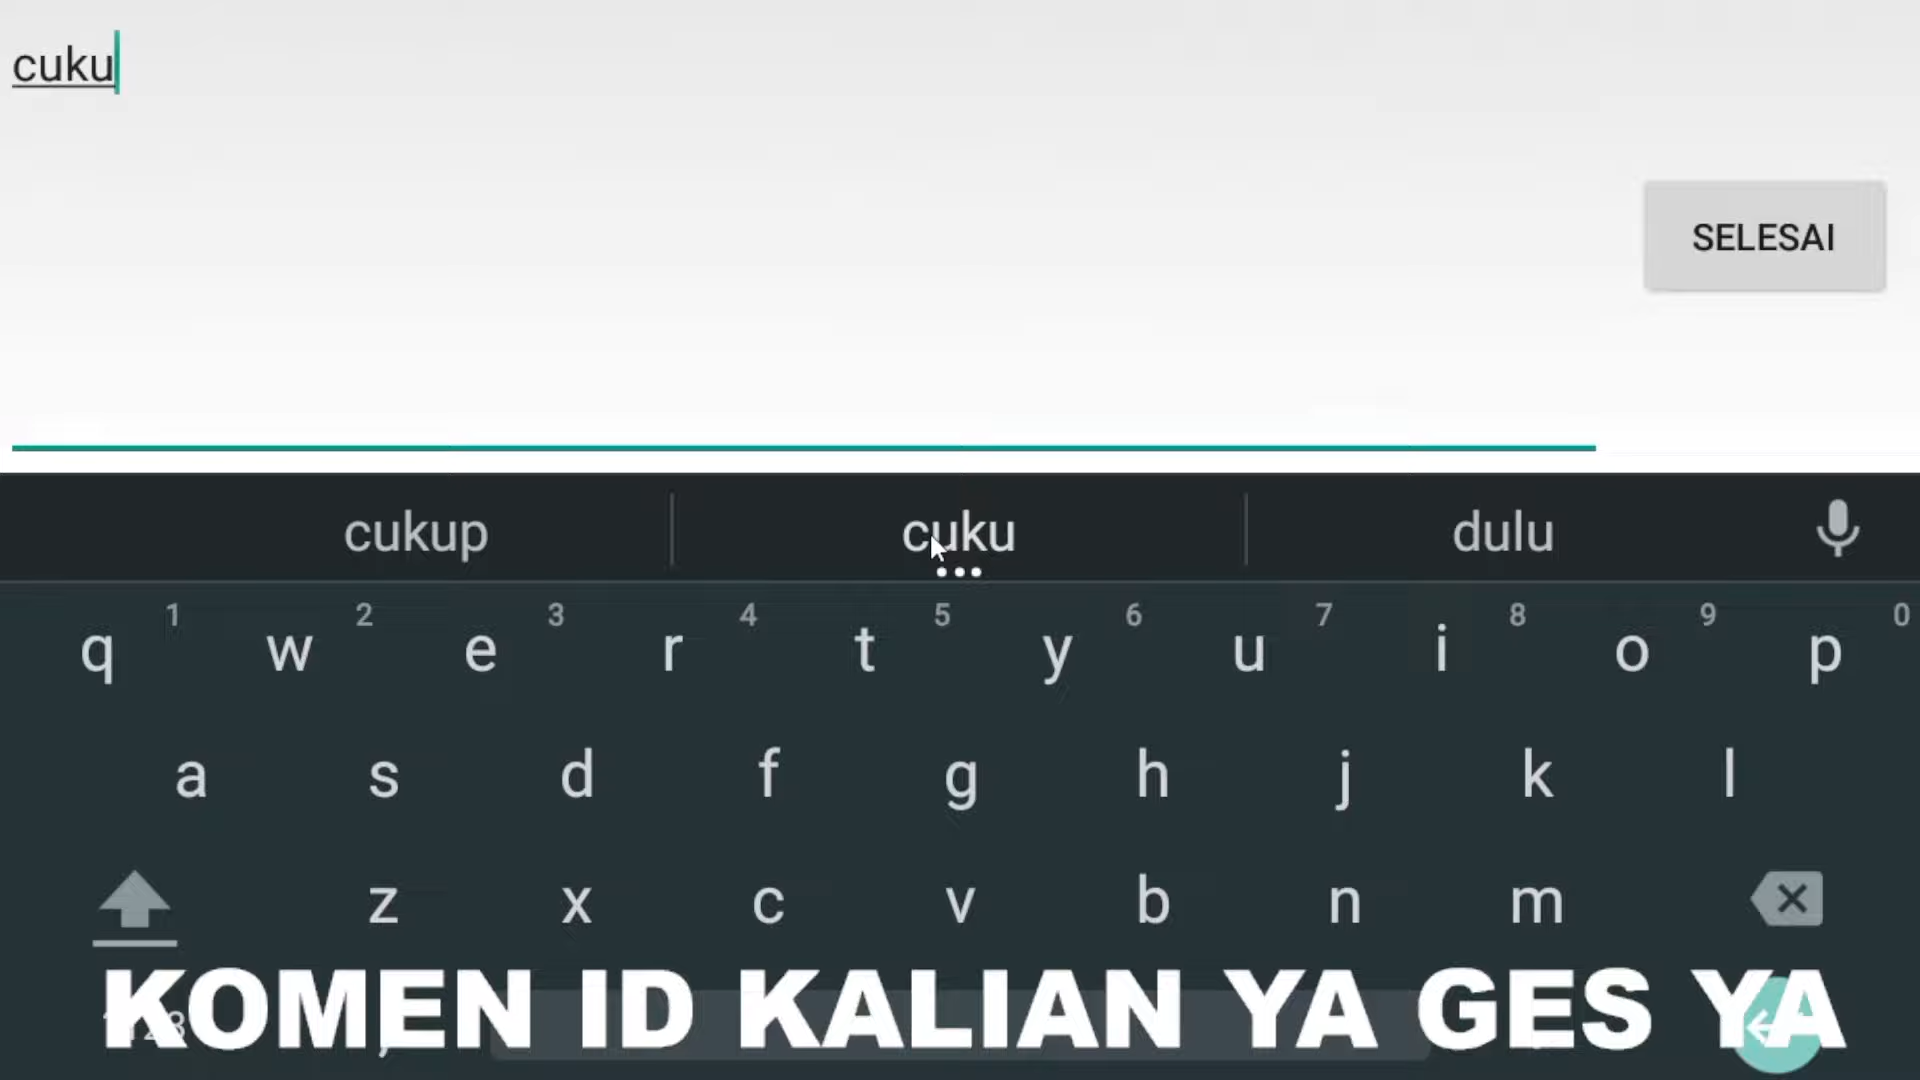 cuku
SELESAI
cukup cuku dulu
1 2 3 4 5 6 7 8 9 0
q w e r t y u i o p
a s d f g h j k l
z x c v b n m
KOMEN ID KALIAN YA GES YA